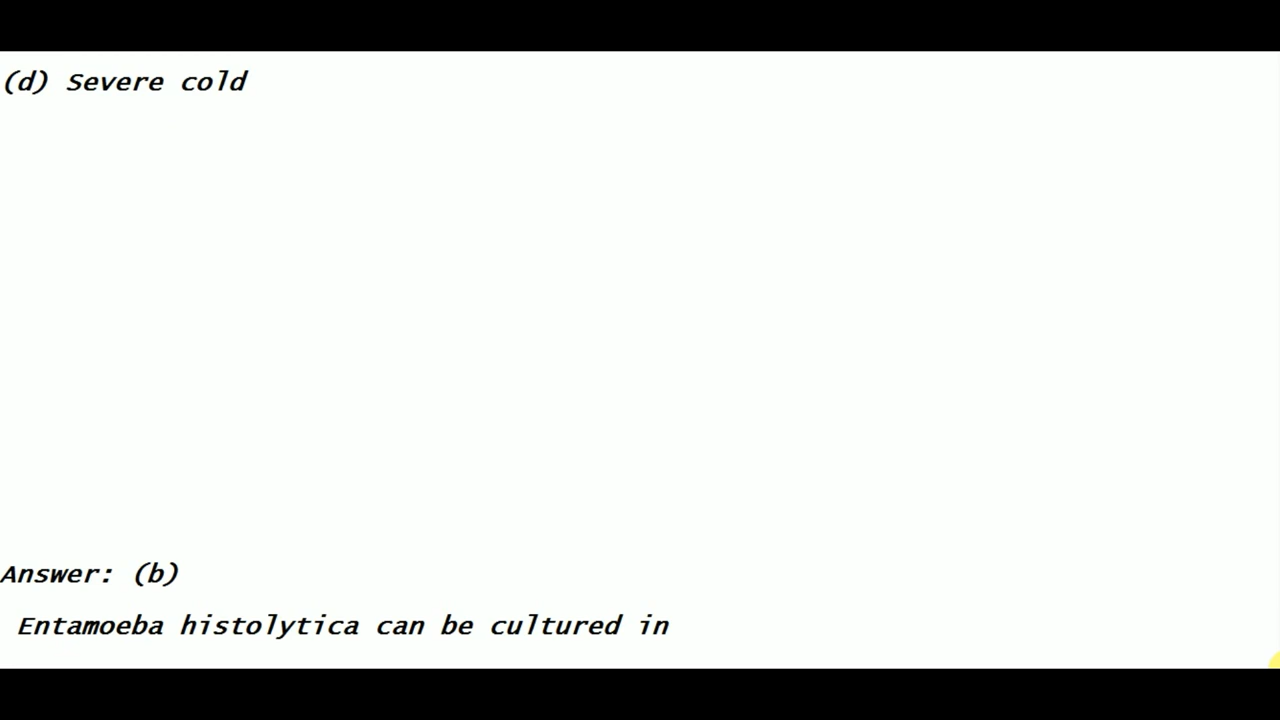 (d) Severe cold
Answer: (b)
Entamoeba histolytica can be cultured in